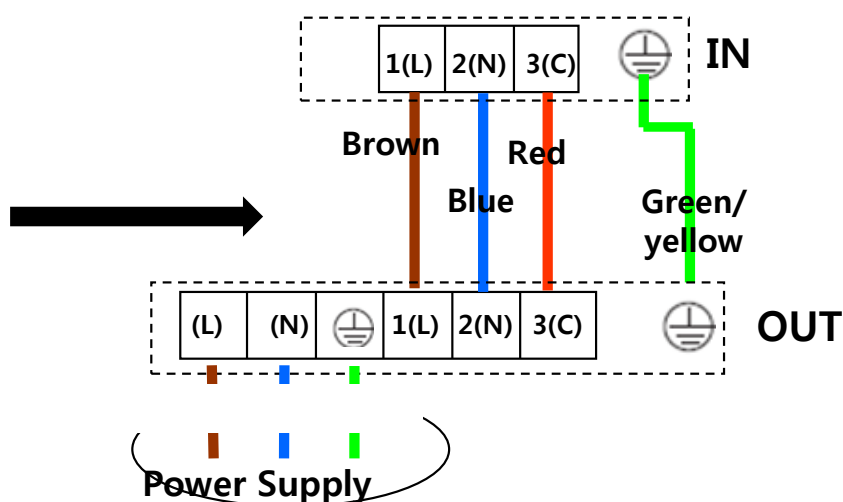 1(L) 2(N) 3(C) IN
Brown
Red
Blue
Green/
yellow
(L) (N) 1(L) 2(N) 3(C) OUT
Power Supply